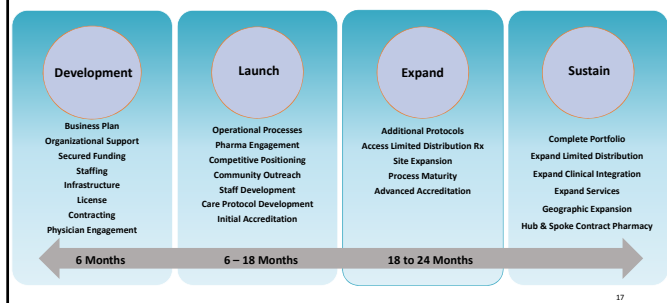 Development
Business Plan
Organizational Support
Secured Funding
Staffing
Infrastructure
License
Contracting
Physician Engagement
6 Months
Launch
Operational Processes
Pharma Engagement
Competitive Positioning
Community Outreach
Staff Development
Care Protocol Development
Initial Accreditation
6 – 18 Months
Expand
Additional Protocols
Access Limited Distribution Rx
Site Expansion
Process Maturity
Advanced Accreditation
18 to 24 Months
Sustain
Complete Portfolio
Expand Limited Distribution
Expand Clinical Integration
Expand Services
Geographic Expansion
Hub & Spoke Contract Pharmacy
17